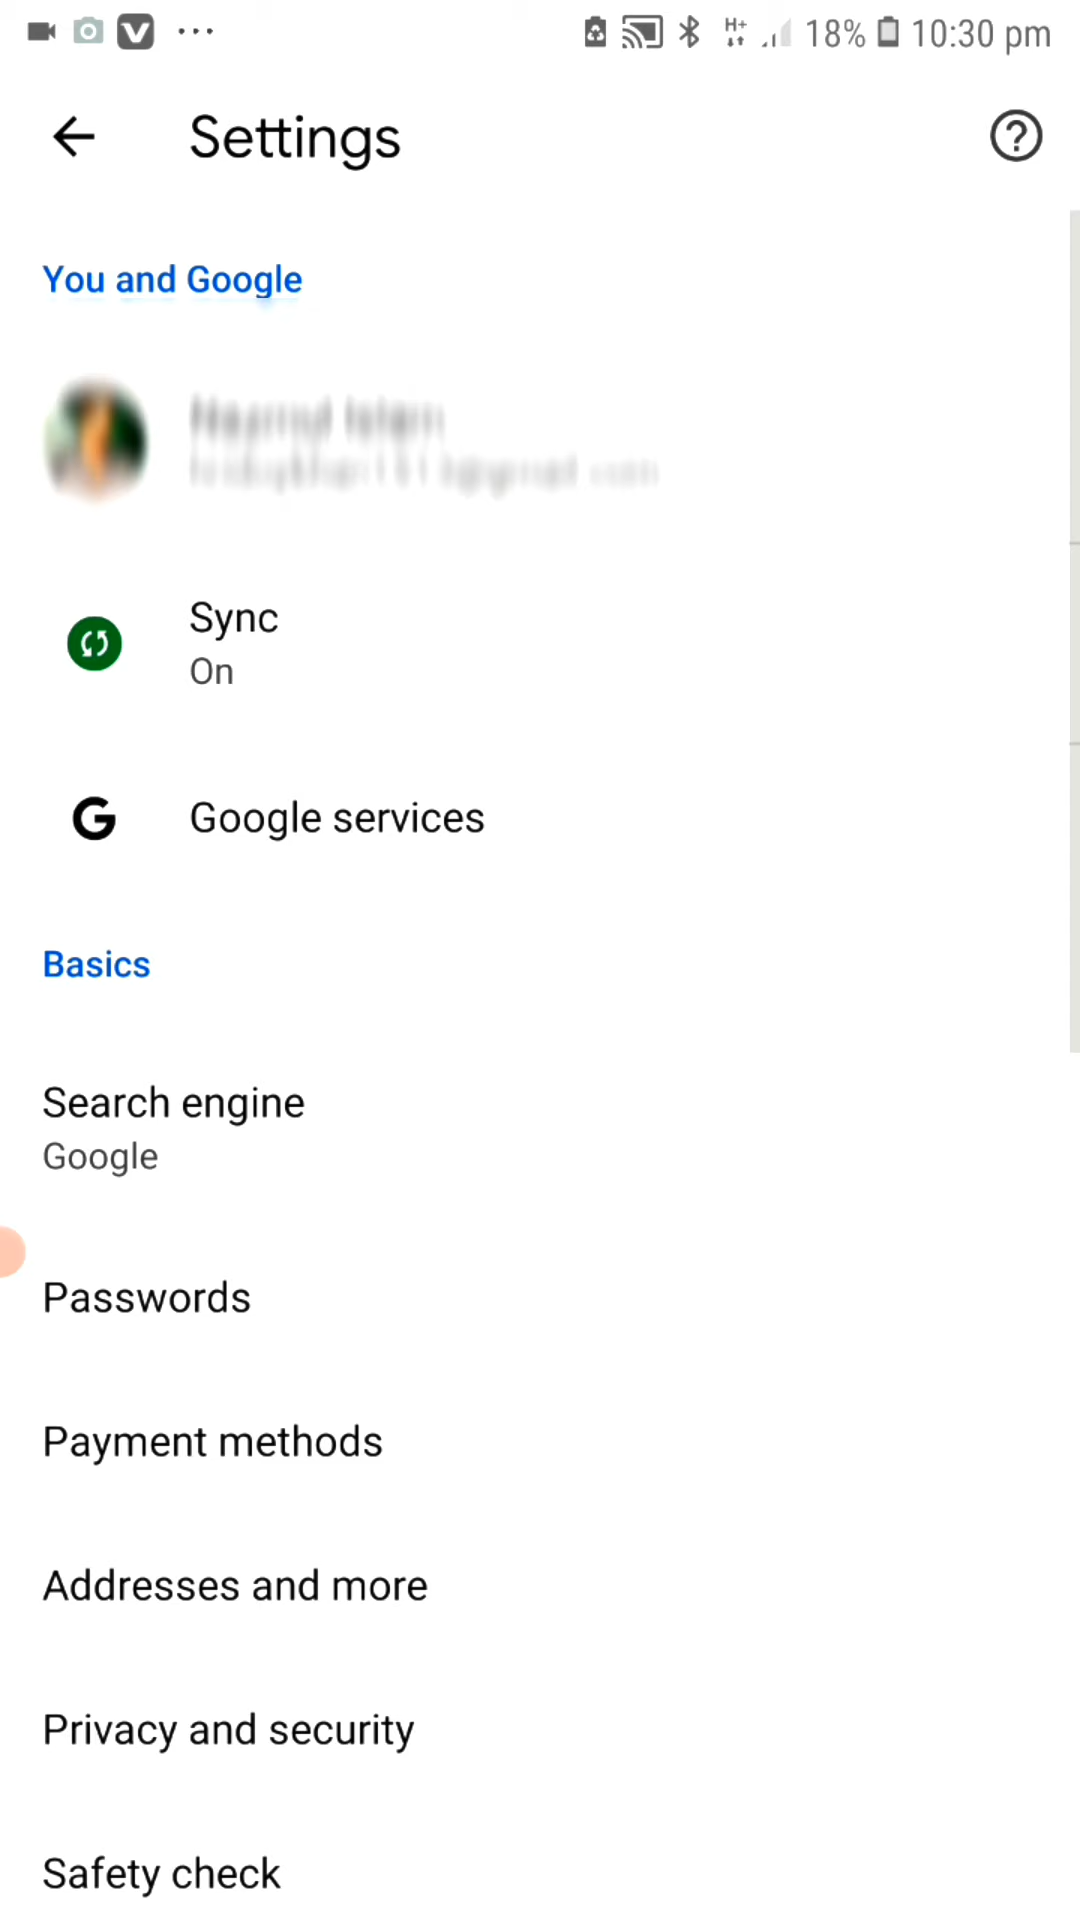 H+ 18% 10:30 pm
Settings
You and Google
Sync
On
G Google services
Basics
Search engine
Google
Passwords
Payment methods
Addresses and more
Privacy and security
Safety check